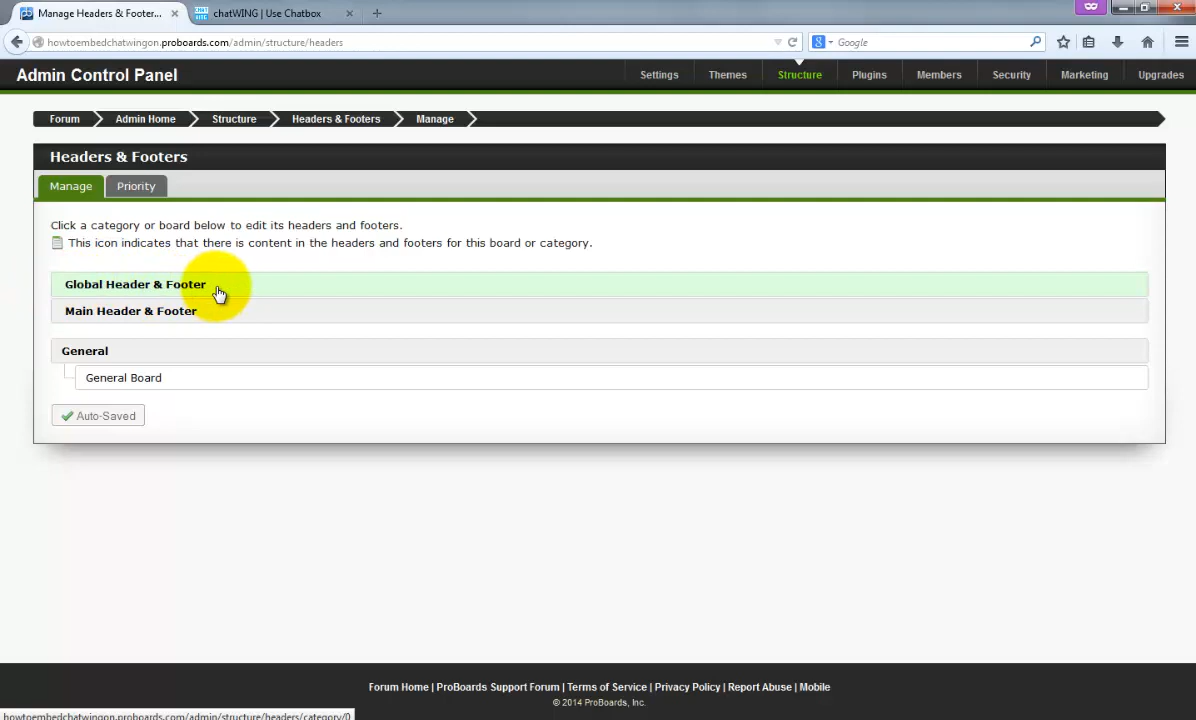 Manage Headers & Footer...
chatWING | Use Chatbox
howtoembedchatwingon.proboards.com/admin/structure/headers
Google
Admin Control Panel
Settings
Themes
Structure
Plugins
Members
Security
Marketing
Upgrades
Forum
Admin Home
Structure
Headers & Footers
Manage
Headers & Footers
Manage
Priority
Click a category or board below to edit its headers and footers.
This icon indicates that there is content in the headers and footers for this board or category.
Global Header & Footer
Main Header & Footer
General
General Board
Auto-Saved
Forum Home | ProBoards Support Forum | Terms of Service | Privacy Policy | Report Abuse | Mobile
© 2014 ProBoards, Inc.
howtoembedchatwingon.proboards.com/admin/structure/headers/category/0